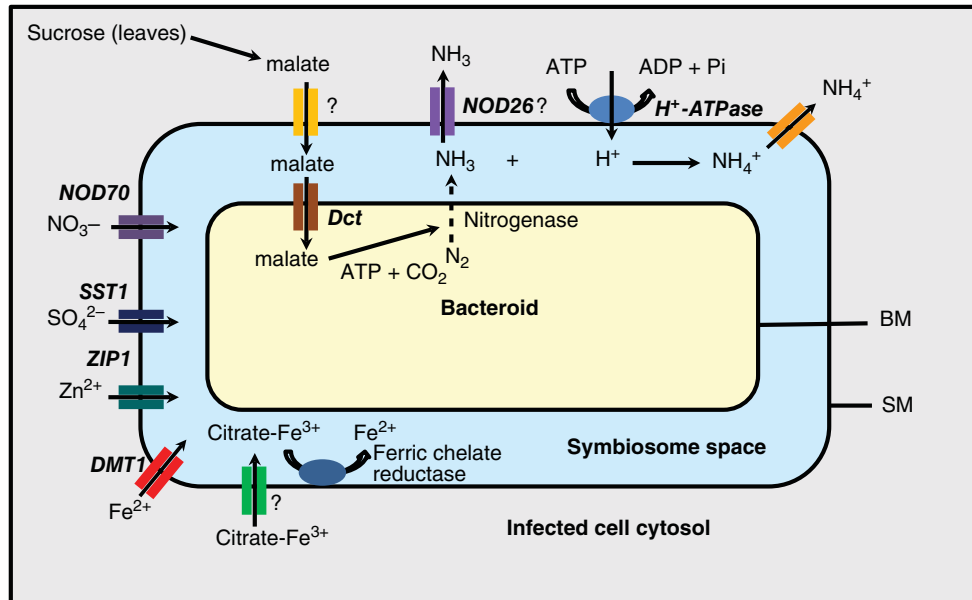 Sucrose (leaves)
malate
?
NH₃
NOD26?
ATP
ADP + Pi
H⁺-ATPase
NH₄⁺
malate
NH₃
+
H⁺
NH₄⁺
NOD70
NO₃–
Dct
Nitrogenase
malate
ATP + CO₂
N₂
SST1
SO₄²⁻
Bacteroid
BM
ZIP1
Zn²⁺
SM
Citrate-Fe³⁺
Fe²⁺
Ferric chelate
reductase
Symbiosome space
DMT1
Fe²⁺
?
Citrate-Fe³⁺
Infected cell cytosol